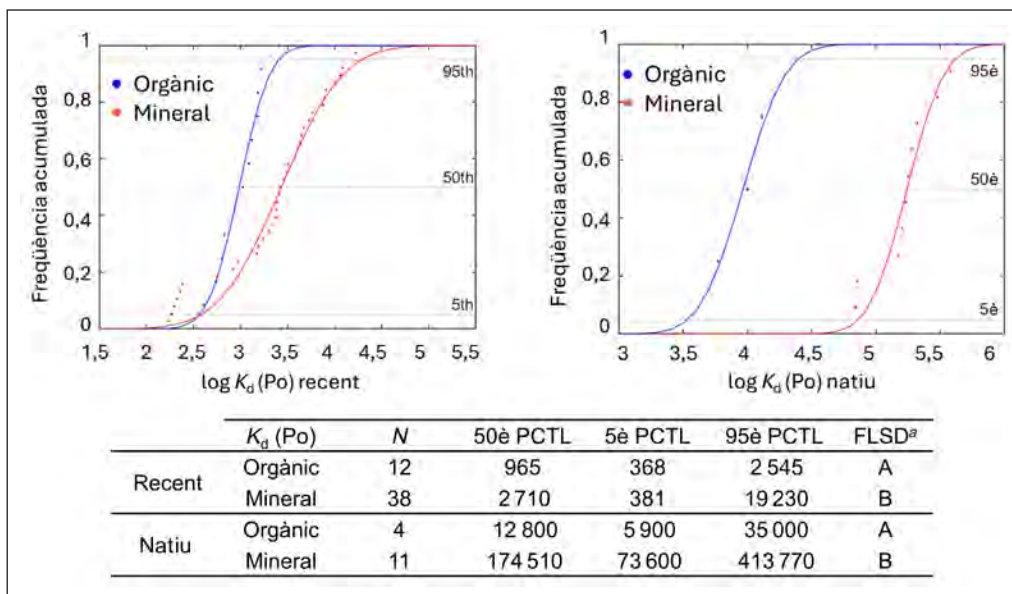 Orgànic
Mineral
Freqüència acumulada
1
0,8
0,6
0,4
0,2
0
95th
50th
5th
1,5 2 2,5 3 3,5 4 4,5 5 5,5
log Kd (Po) recent
Orgànic
Mineral
Freqüència acumulada
1
0,8
0,6
0,4
0,2
0
95è
50è
5è
3 3,5 4 4,5 5 5,5 6
log Kd (Po) natiu
Kd (Po) N 50è PCTL 5è PCTL 95è PCTL FLSDa
Recent
Orgànic 12 965 368 2 545 A
Mineral 38 2 710 381 19 230 B
Natiu
Orgànic 4 12 800 5 900 35 000 A
Mineral 11 174 510 73 600 413 770 B